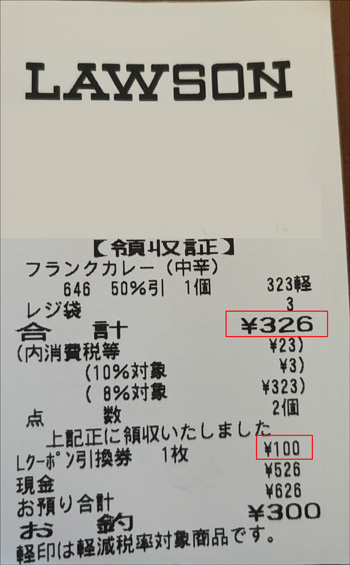 LAWSON
【領収証】
フランクカレー(中辛)
646 50%引 1個 323軽
レジ袋 3
合計 ¥326
(内消費税等 ¥23)
(10%対象 ¥3)
( 8%対象 ¥323)
点数 2個
上記正に領収いたしました
Lクーポン引換券 1枚 ¥100
現金 ¥526
お預り合計 ¥626
お釣 ¥300
軽印は軽減税率対象商品です。